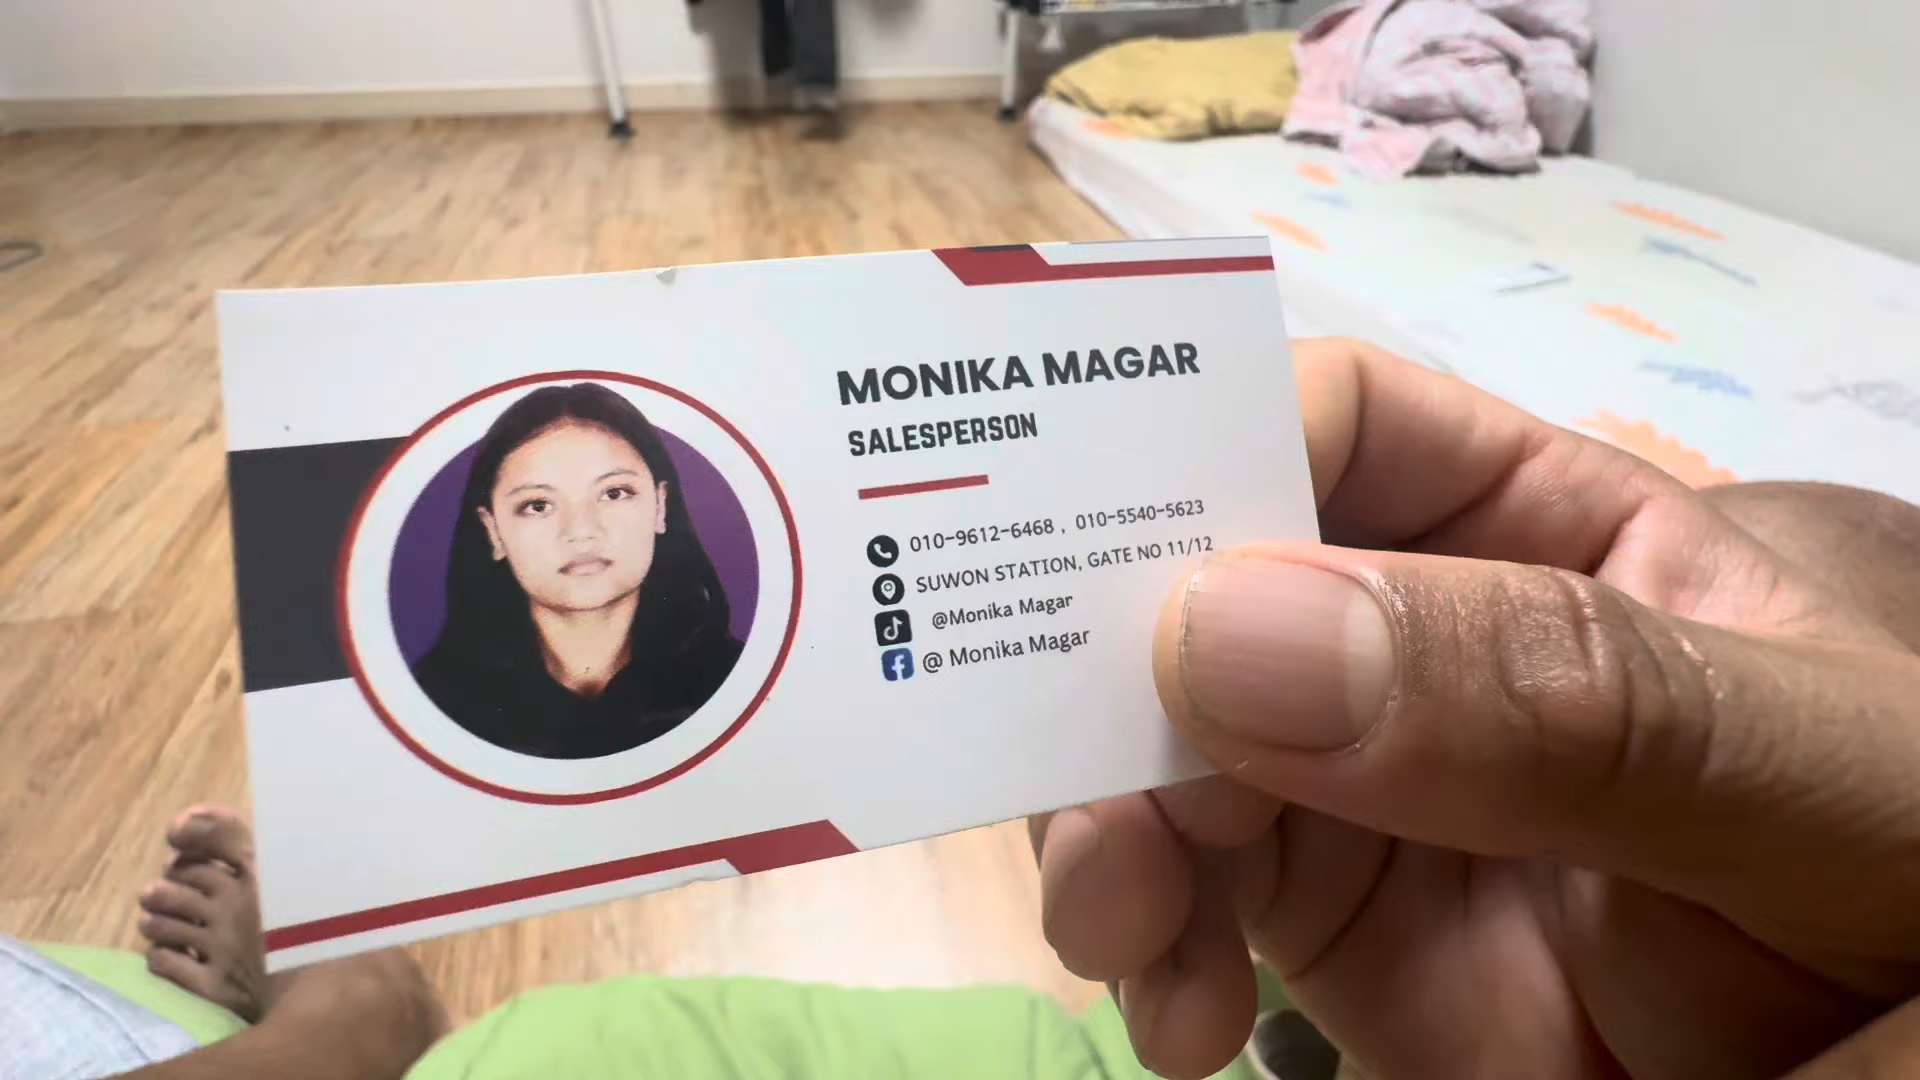 MONIKA MAGAR
SALESPERSON
010-9612-6468 , 010-5540-5623
SUWON STATION, GATE NO 11/12
@Monika Magar
@ Monika Magar